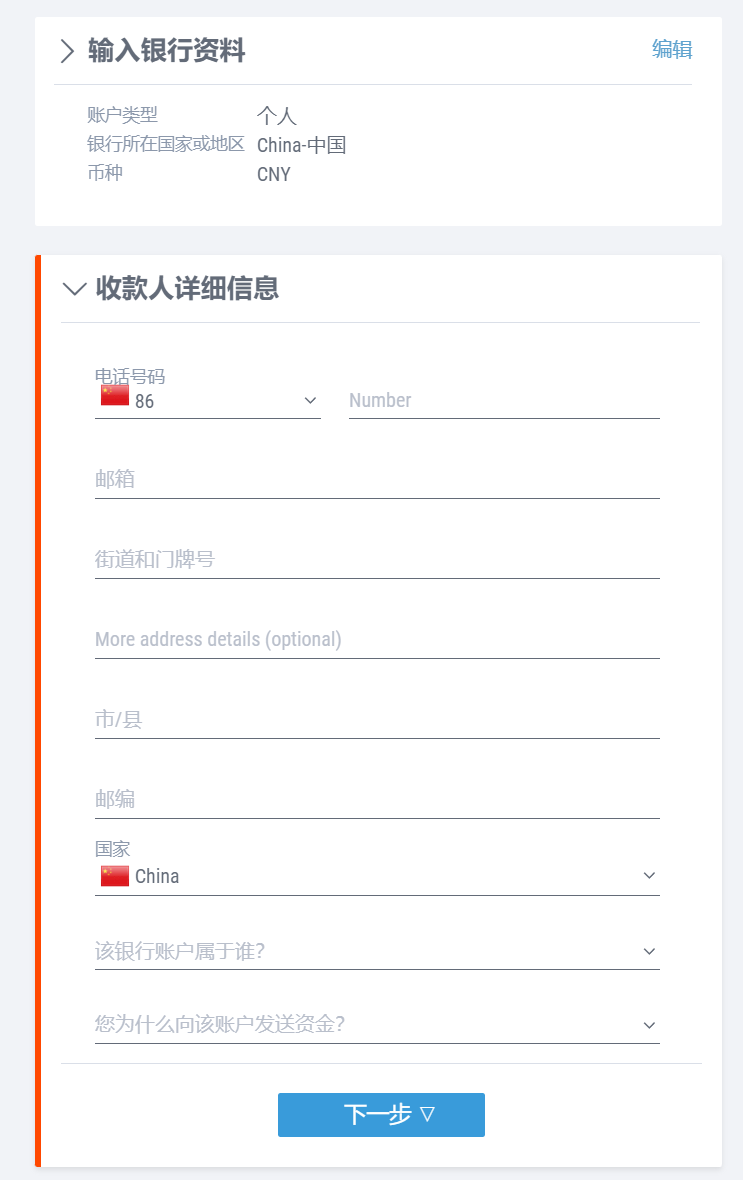 输入银行资料 编辑
账户类型 个人
银行所在国家或地区 China-中国
币种 CNY
收款人详细信息
电话号码
86 Number
邮箱
街道和门牌号
More address details (optional)
市/县
邮编
国家
China
该银行账户属于谁?
您为什么向该账户发送资金?
下一步